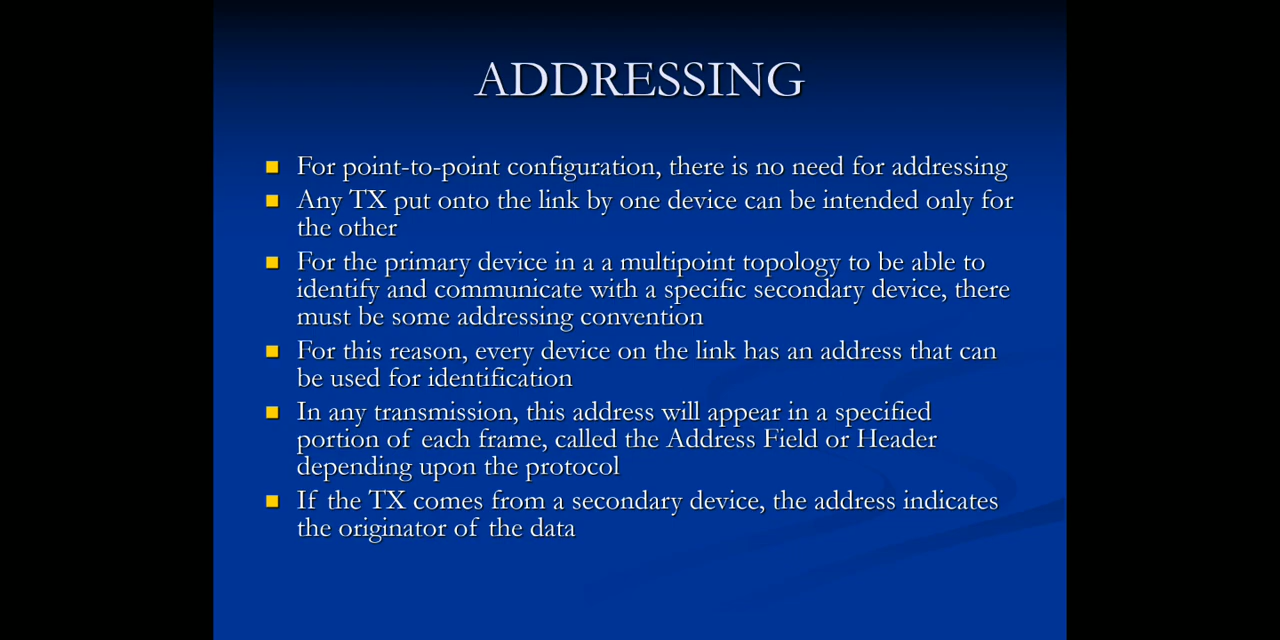 ADDRESSING
For point-to-point configuration, there is no need for addressing
Any TX put onto the link by one device can be intended only for
the other
For the primary device in a a multipoint topology to be able to
identify and communicate with a specific secondary device, there
must be some addressing convention
For this reason, every device on the link has an address that can
be used for identification
In any transmission, this address will appear in a specified
portion of each frame, called the Address Field or Header
depending upon the protocol
If the TX comes from a secondary device, the address indicates
the originator of the data